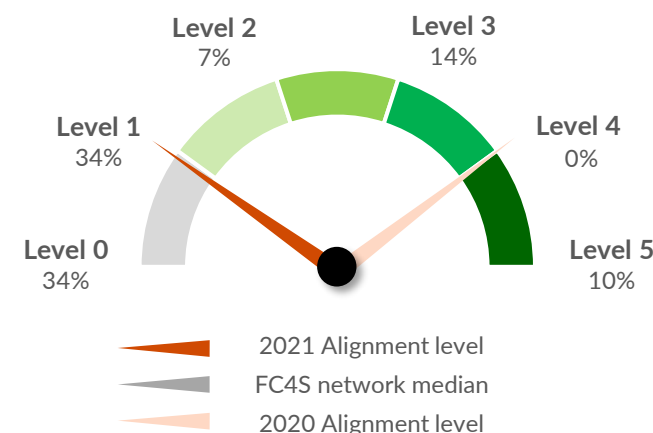 Level 2
7%
Level 3
14%
Level 1
34%
Level 4
0%
Level 0
34%
Level 5
10%
2021 Alignment level
FC4S network median
2020 Alignment level